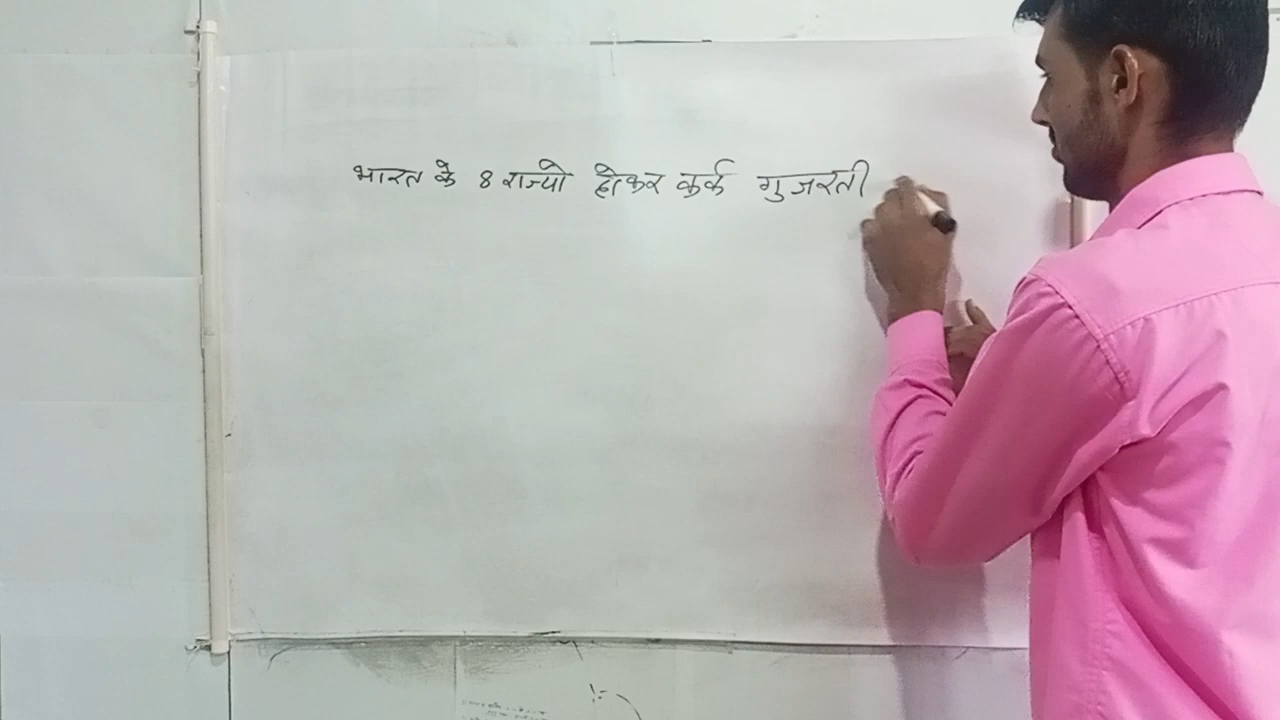 भारत के 8 राज्यो होकर कर्क गुजरती